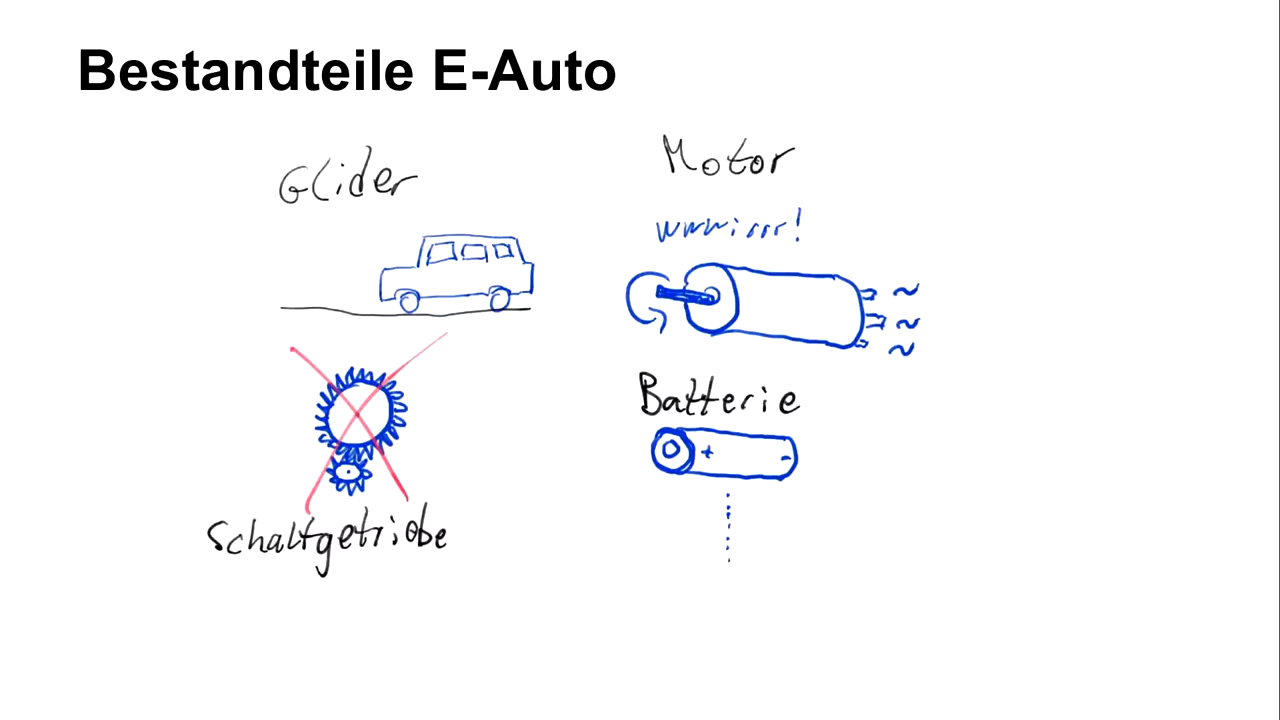 Bestandteile E-Auto
Glider
Schaltgetriebe
Motor
wwwirrr!
~
~
~
Batterie
+ -